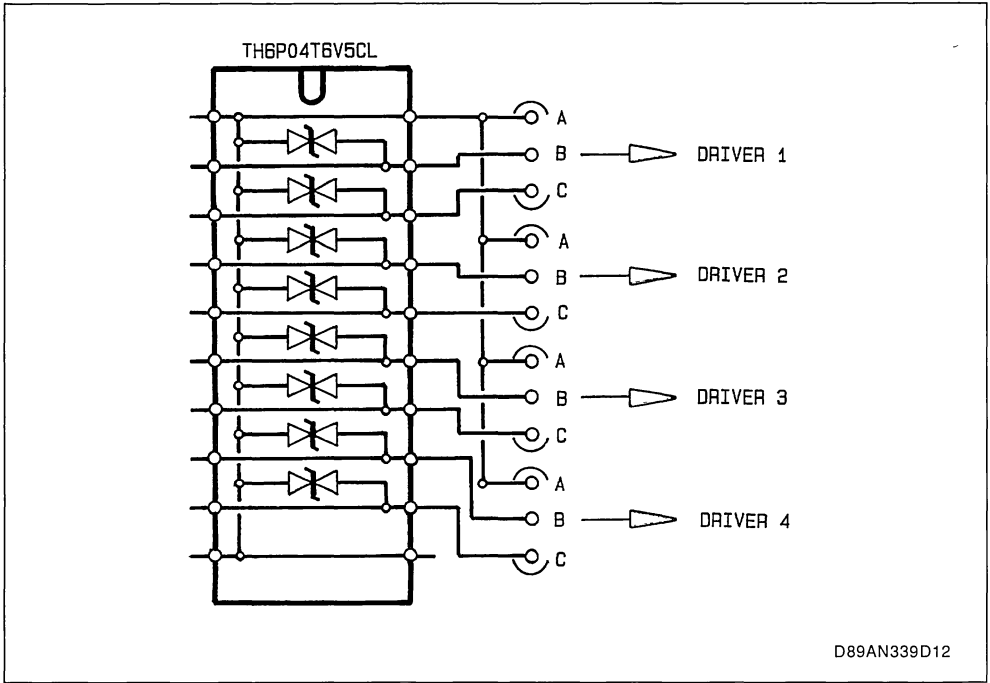 TH6P04T6V5CL
A
B DRIVER 1
C
A
B DRIVER 2
C
A
B DRIVER 3
C
A
B DRIVER 4
C
D89AN339D12